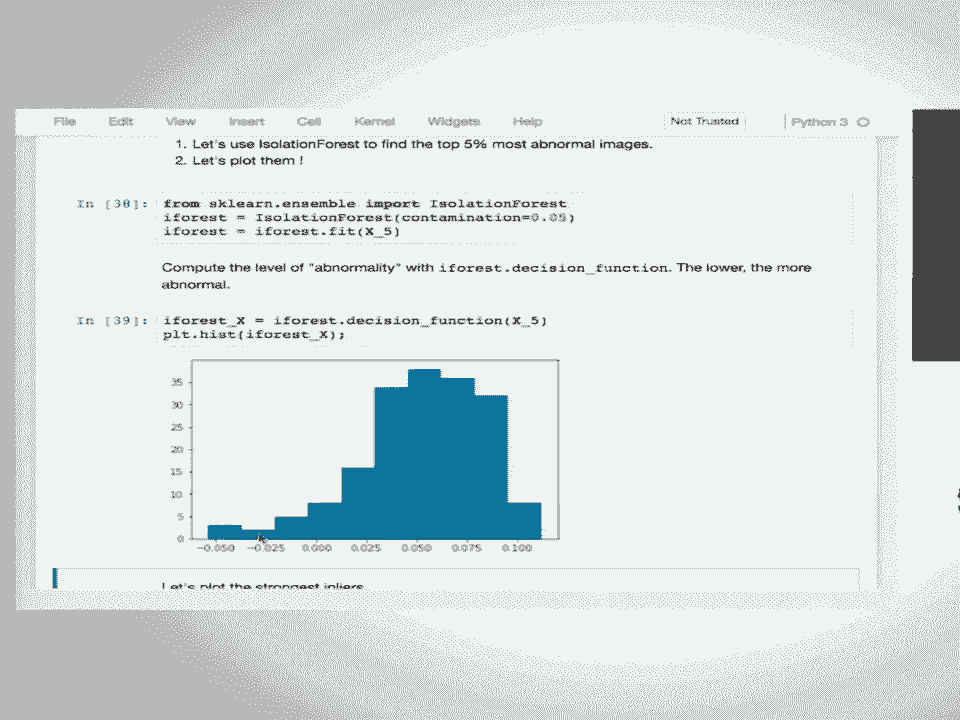 File Edit View Insert Cell Kernel Widgets Help Not Trusted Python 3
1. Let's use IsolationForest to find the top 5% most abnormal images.
2. Let's plot them !
In [38]: from sklearn.ensemble import IsolationForest
iforest = IsolationForest(contamination=0.05)
iforest = iforest.fit(X_5)
Compute the level of "abnormality" with iforest.decision_function. The lower, the more
abnormal.
In [39]: iforest_X = iforest.decision_function(X_5)
plt.hist(iforest_X);
35
30
25
20
15
10
5
0
−0.050 −0.025 0.000 0.025 0.050 0.075 0.100
Let's plot the strongest inliers